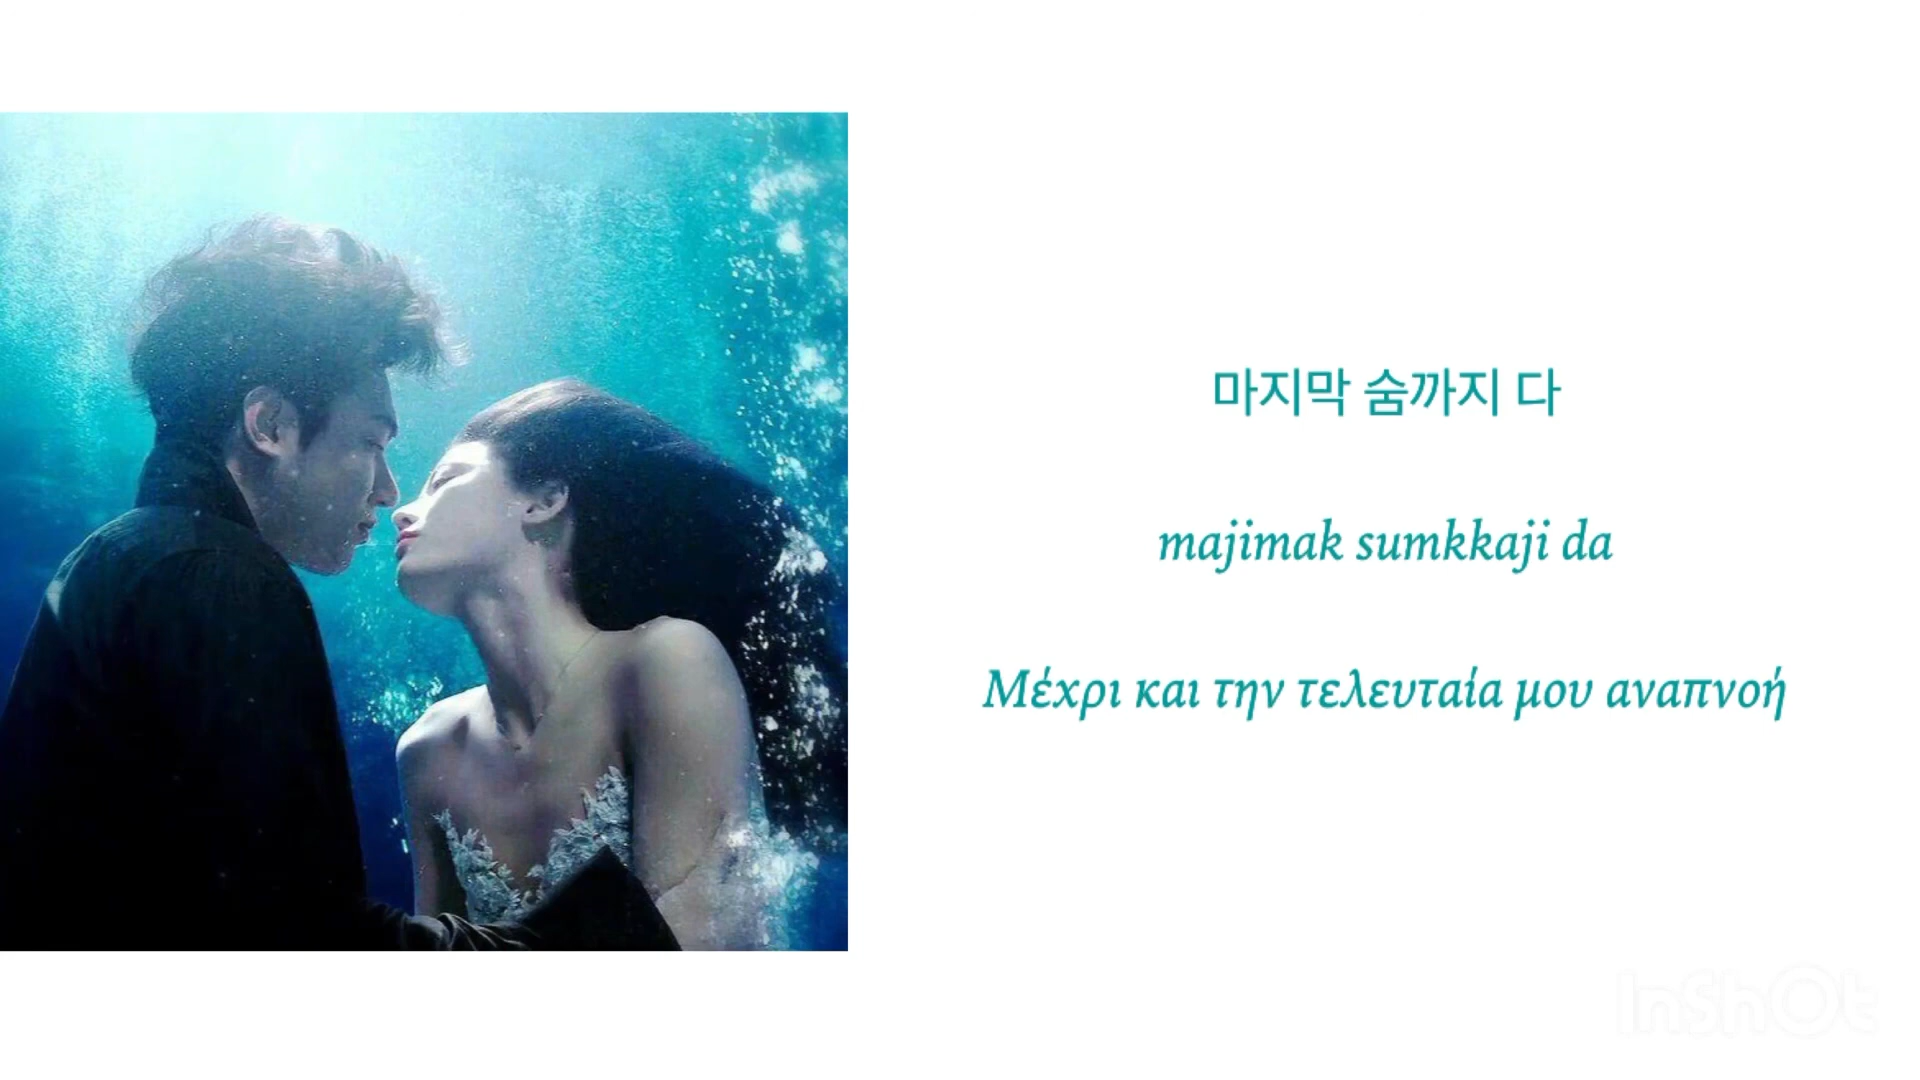 마지막 숨까지 다
majimak sumkkaji da
Μέχρι και την τελευταία μου αναπνοή
InShOt